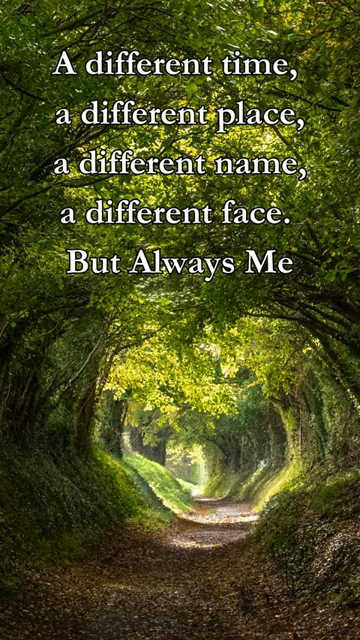 A different time,
a different place,
a different name,
a different face.
But Always Me